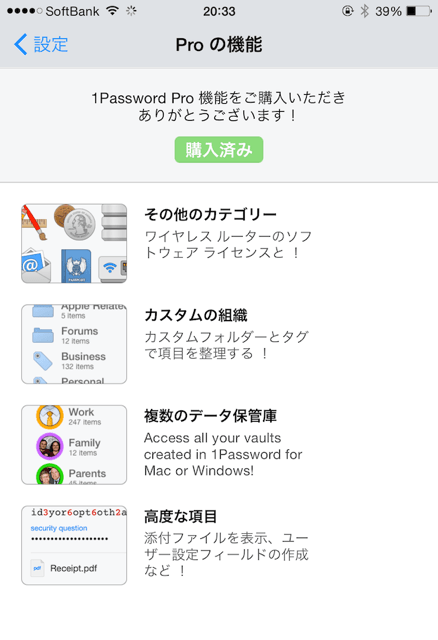 SoftBank 20:33 39%
設定 Pro の機能
1Password Pro 機能をご購入いただき
ありがとうございます！
購入済み
その他のカテゴリー
ワイヤレス ルーターのソフ
トウェア ライセンスと ！
Apple Relate
5 items
Forums
12 items
Business
132 items
Personal
カスタムの組織
カスタムフォルダーとタグ
で項目を整理する ！
Work
247 items
Family
12 items
Parents
45 items
複数のデータ保管庫
Access all your vaults
created in 1Password for
Mac or Windows!
id3yor6opt6oth2a
security question
••••••••••••••••••
Receipt.pdf
高度な項目
添付ファイルを表示、ユー
ザー設定フィールドの作成
など ！